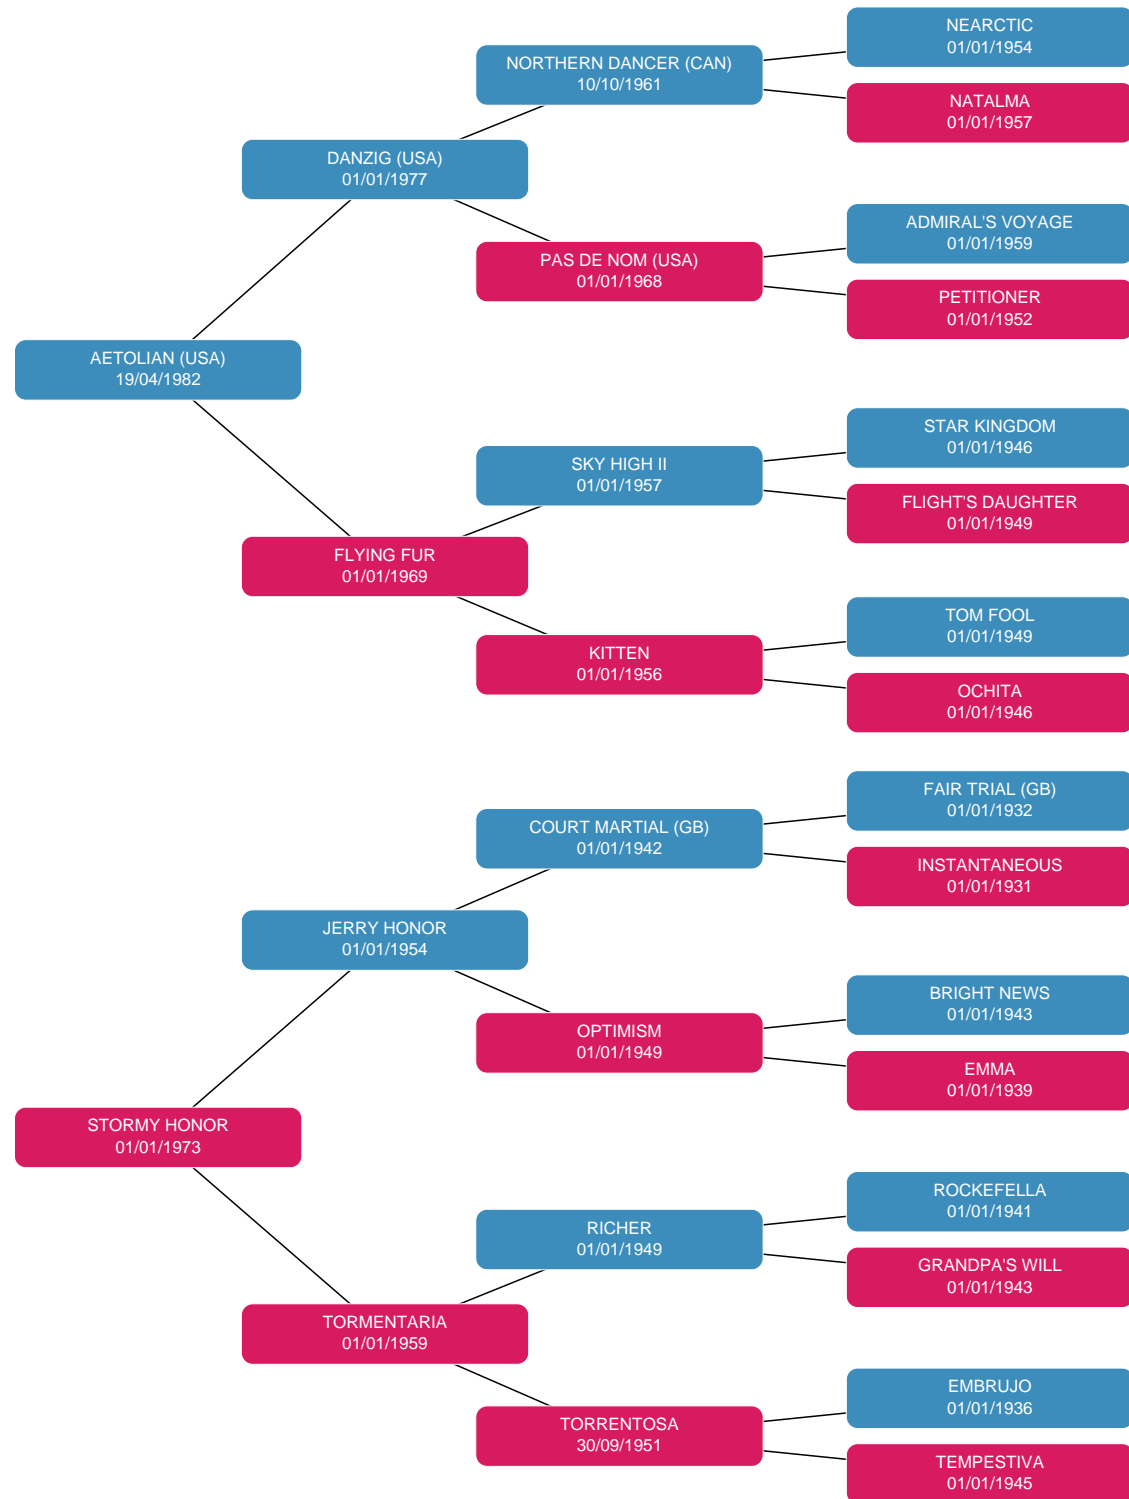 NEARCTIC
01/01/1954
NORTHERN DANCER (CAN)
10/10/1961
NATALMA
01/01/1957
DANZIG (USA)
01/01/1977
ADMIRAL'S VOYAGE
01/01/1959
PAS DE NOM (USA)
01/01/1968
PETITIONER
01/01/1952
AETOLIAN (USA)
19/04/1982
STAR KINGDOM
01/01/1946
SKY HIGH II
01/01/1957
FLIGHT'S DAUGHTER
01/01/1949
FLYING FUR
01/01/1969
TOM FOOL
01/01/1949
KITTEN
01/01/1956
OCHITA
01/01/1946
FAIR TRIAL (GB)
01/01/1932
COURT MARTIAL (GB)
01/01/1942
INSTANTANEOUS
01/01/1931
JERRY HONOR
01/01/1954
BRIGHT NEWS
01/01/1943
OPTIMISM
01/01/1949
EMMA
01/01/1939
STORMY HONOR
01/01/1973
ROCKEFELLA
01/01/1941
RICHER
01/01/1949
GRANDPA'S WILL
01/01/1943
TORMENTARIA
01/01/1959
EMBRUJO
01/01/1936
TORRENTOSA
30/09/1951
TEMPESTIVA
01/01/1945